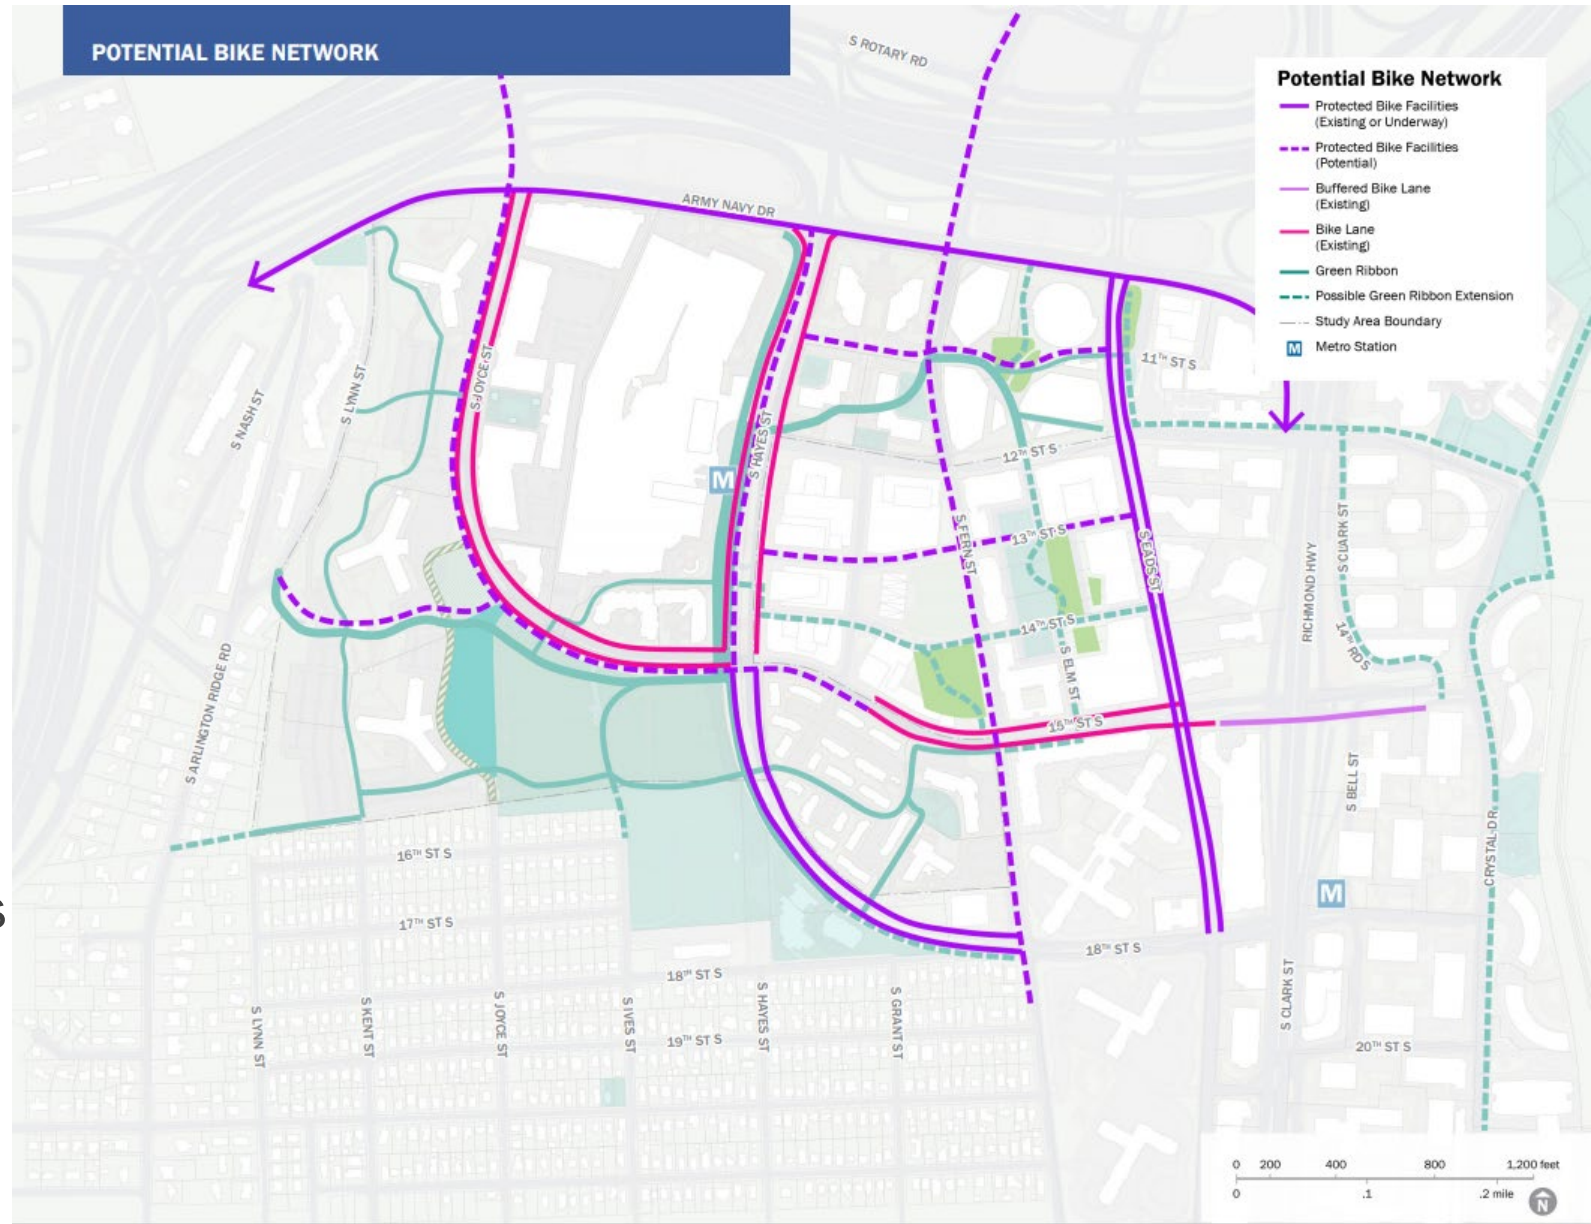 POTENTIAL BIKE NETWORK
S ROTARY RD
Potential Bike Network
Protected Bike Facilities
(Existing or Underway)
Protected Bike Facilities
(Potential)
Buffered Bike Lane
(Existing)
Bike Lane
(Existing)
Green Ribbon
Possible Green Ribbon Extension
Study Area Boundary
M Metro Station
ARMY NAVY DR
S JOYCE ST
S LYNN ST
S NASH ST
11TH ST S
S HAYES ST
12TH ST S
M
S FERN ST
13TH ST S
S EADS ST
RICHMOND HWY
S CLARK ST
14TH ST S
14TH RD S
S ELM ST
S ARLINGTON RIDGE RD
15TH ST S
S BELL ST
CRYSTAL DR
16TH ST S
M
S
17TH ST S
18TH ST S
18TH ST S
S LYNN ST
S KENT ST
S JOYCE ST
S IVES ST
S HAYES ST
S GRANT ST
S CLARK ST
19TH ST S
20TH ST S
0 200 400 800 1,200 feet
0 .1 .2 mile
N